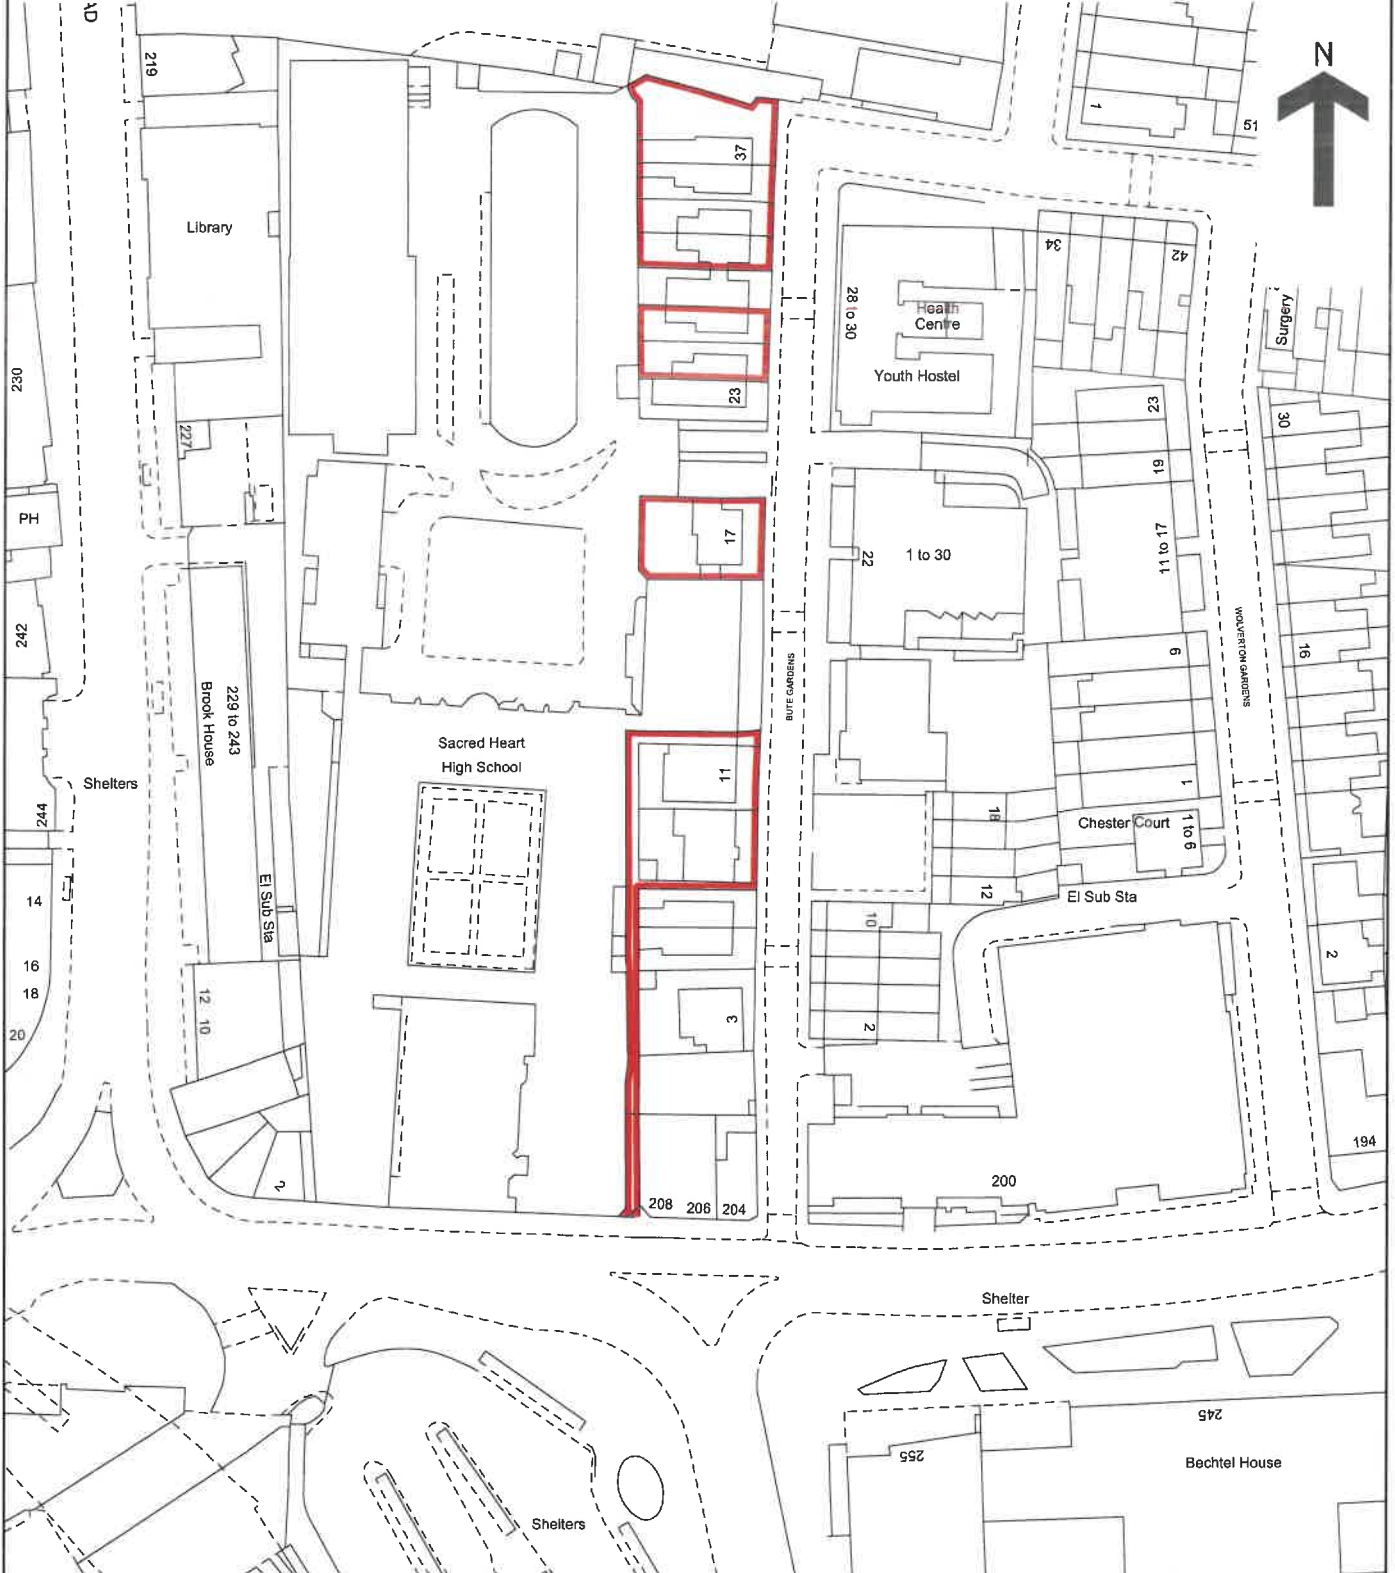 AD
N
219
1
51
37
Library
34
42
28 to 30
Health
Centre
Surgery
Youth Hostel
230
23
23
30
227
19
PH
17
22
1 to 30
11 to 17
242
WOLVERTON GARDENS
16
9
BUTE GARDENS
229 to 243
Brook House
Sacred Heart
High School
11
1
Shelters
244
18
Chester Court
1 to 6
14
El Sub Sta
12
El Sub Sta
10
2
16
18
12
10
3
2
20
194
2
200
208
206
204
Shelter
245
255
Bechtel House
Shelters